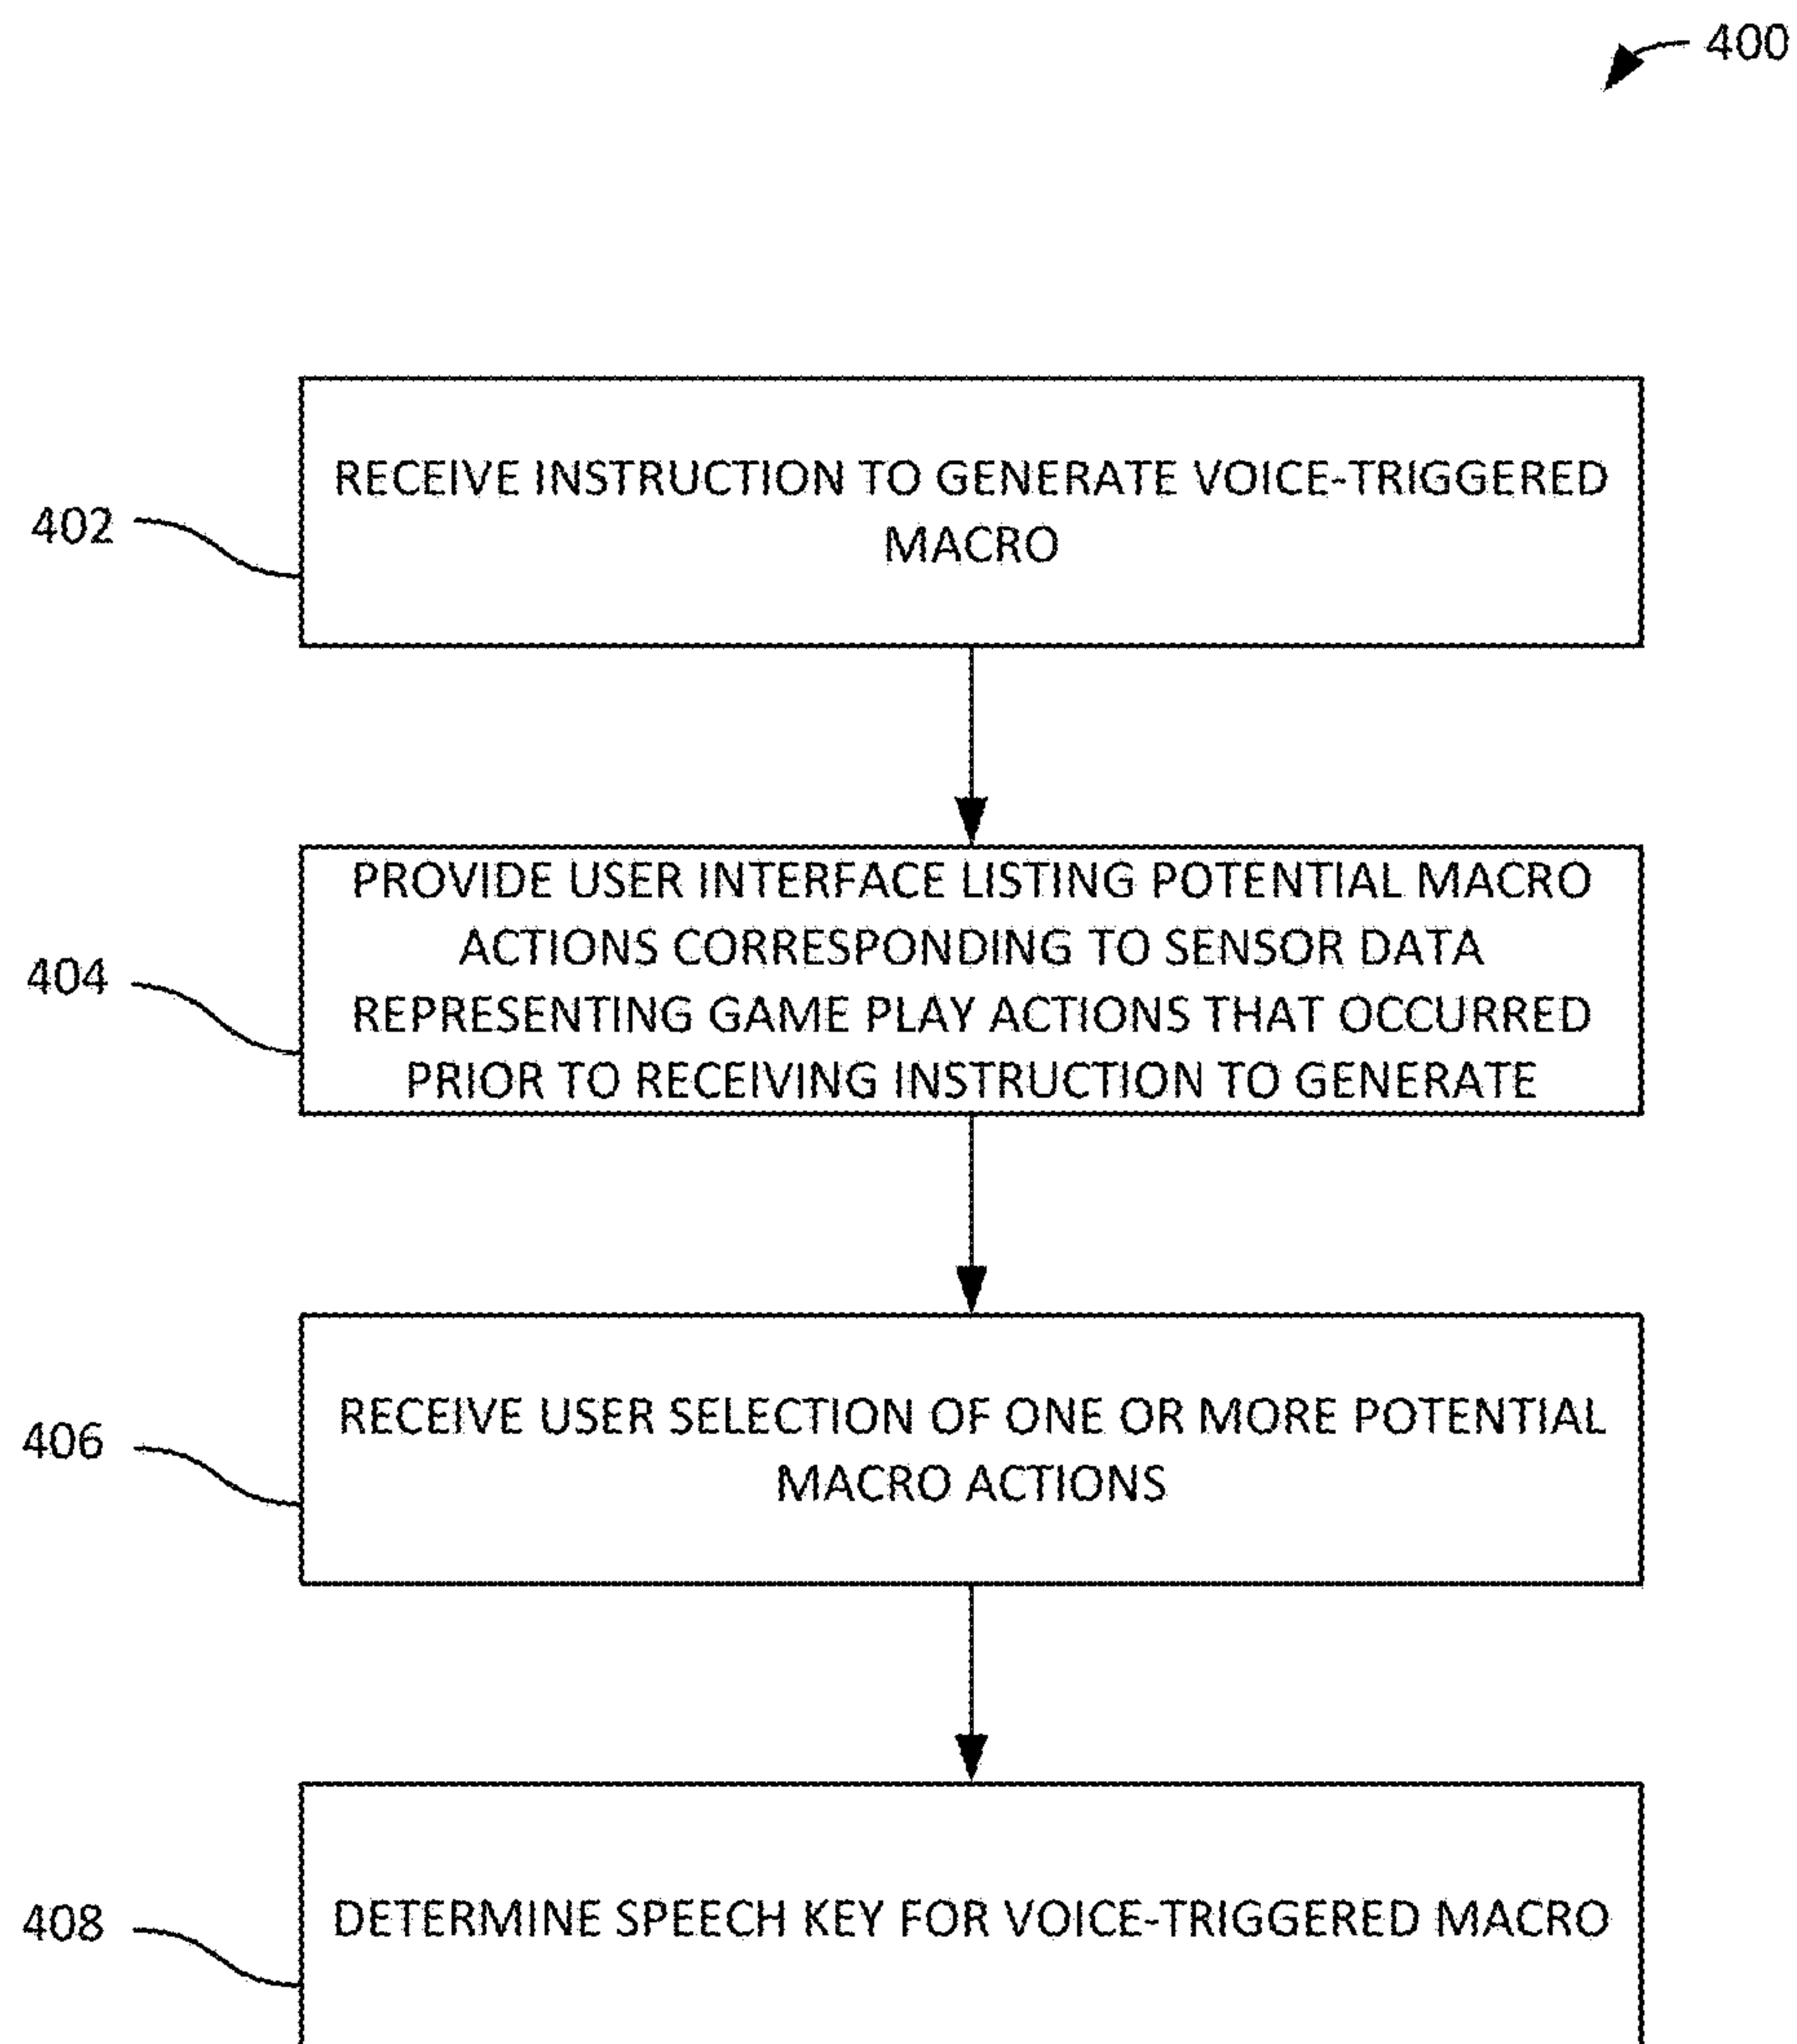 400
RECEIVE INSTRUCTION TO GENERATE VOICE-TRIGGERED
MACRO
402
PROVIDE USER INTERFACE LISTING POTENTIAL MACRO
ACTIONS CORRESPONDING TO SENSOR DATA
REPRESENTING GAME PLAY ACTIONS THAT OCCURRED
PRIOR TO RECEIVING INSTRUCTION TO GENERATE
404
RECEIVE USER SELECTION OF ONE OR MORE POTENTIAL
MACRO ACTIONS
406
DETERMINE SPEECH KEY FOR VOICE-TRIGGERED MACRO
408